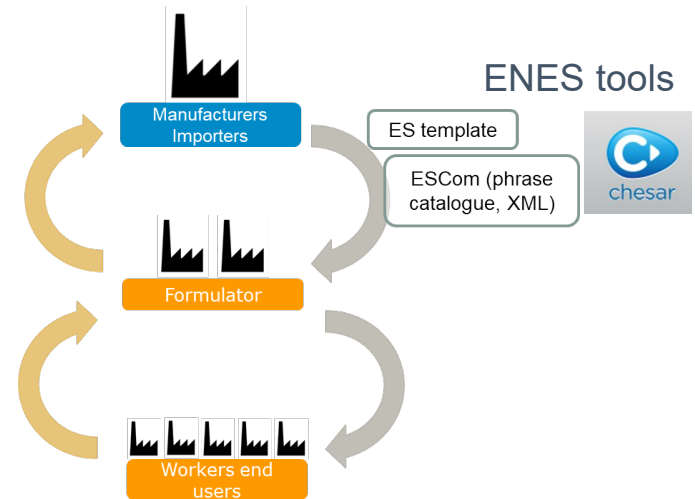 ENES tools
Manufacturers
Importers
ES template
ESCom (phrase
catalogue, XML)
chesar
Formulator
Workers end
users